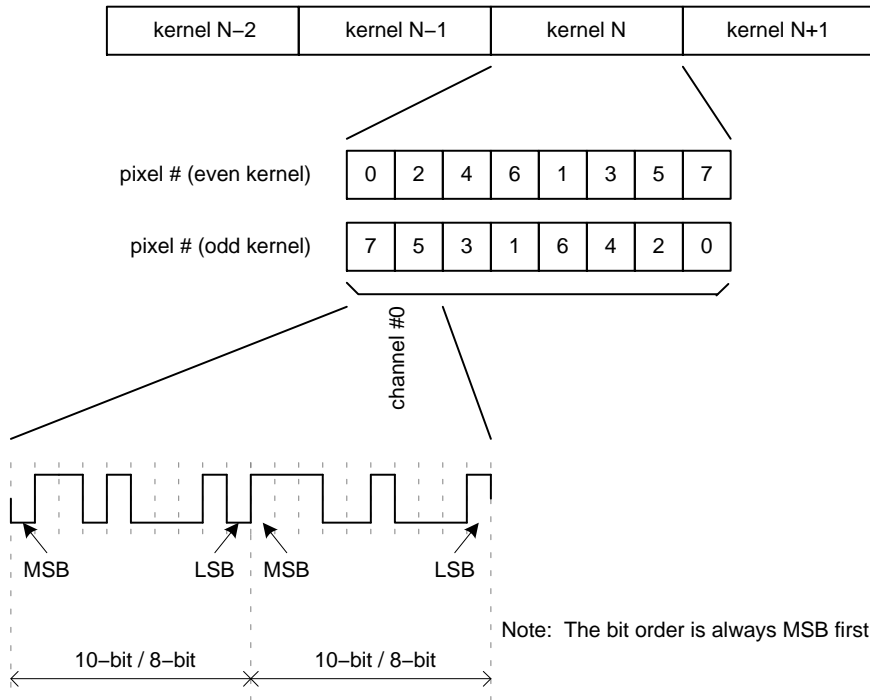 kernel N−2 kernel N−1 kernel N kernel N+1
pixel # (even kernel) 0 2 4 6 1 3 5 7
pixel # (odd kernel) 7 5 3 1 6 4 2 0
channel #0
MSB LSB MSB LSB
Note: The bit order is always MSB first
10−bit / 8−bit 10−bit / 8−bit